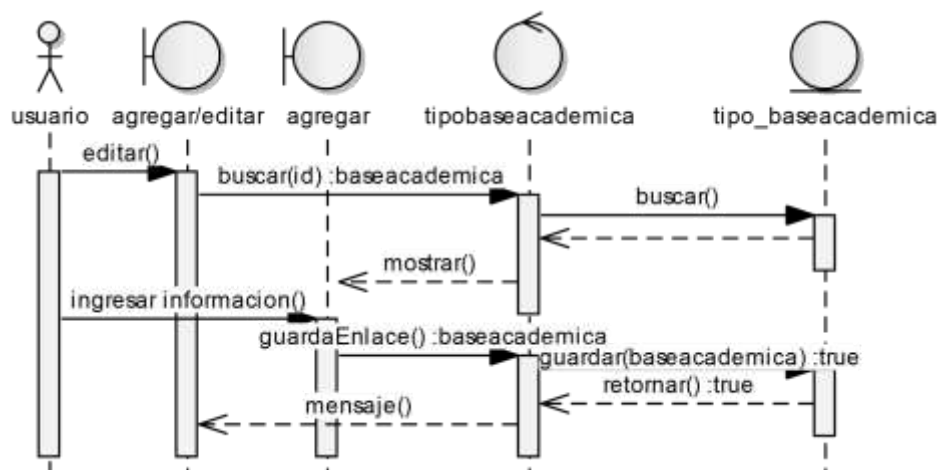 usuario
agregar/editar
agregar
tipobaseacademica
tipo_baseacademica
editar()
buscar(id) :baseacademica
buscar()
mostrar()
ingresar informacion()
guardaEnlace() :baseacademica
guardar(baseacademica) :true
retornar() :true
mensaje()